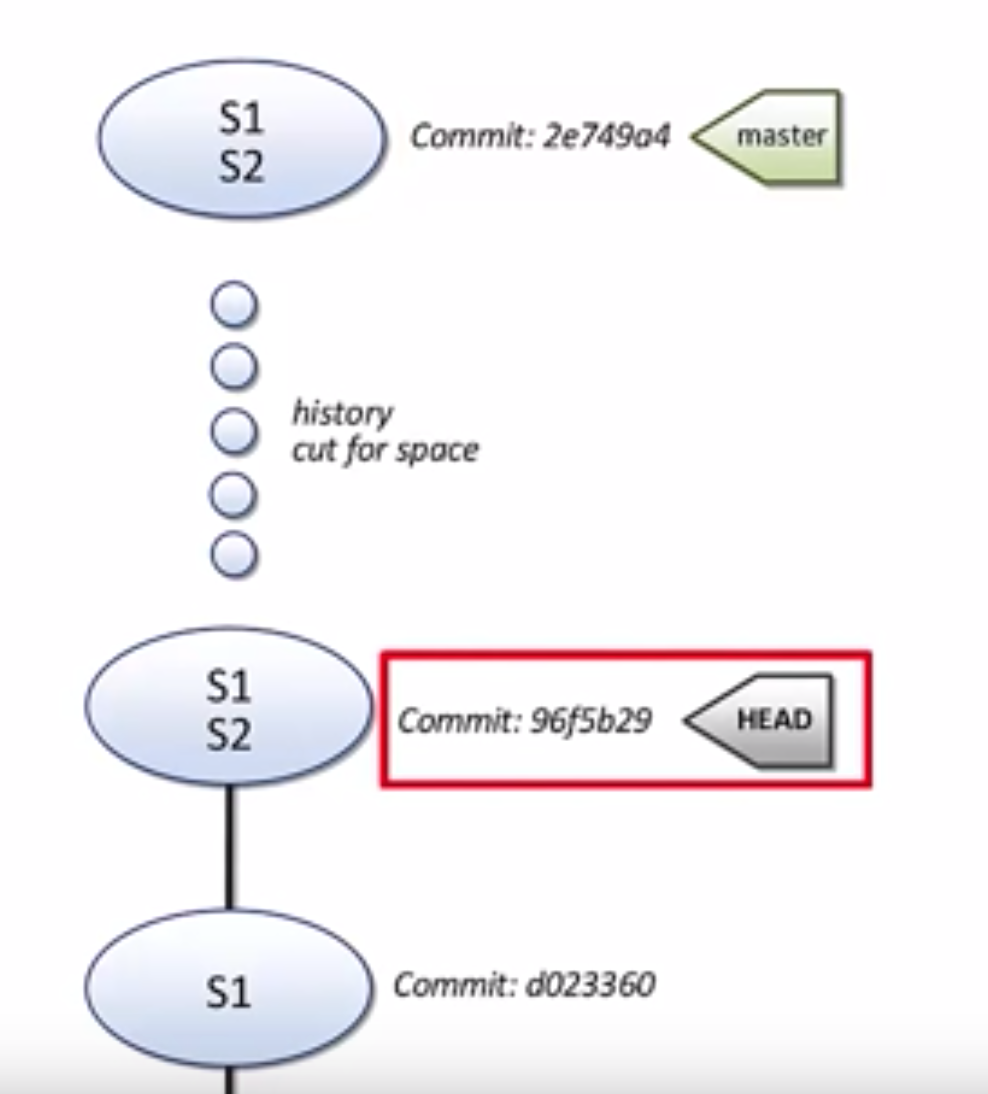 S1
S2
Commit: 2e749a4
master
history
cut for space
S1
S2
Commit: 96f5b29
HEAD
S1
Commit: d023360